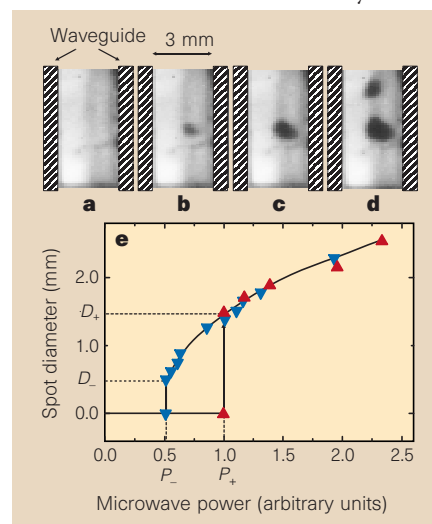 Waveguide
3 mm
a b c d
e
Spot diameter (mm)
2.0
D₊
1.0
D₋
0.0
0.0 0.5 1.0 1.5 2.0 2.5
P₋ P₊
Microwave power (arbitrary units)